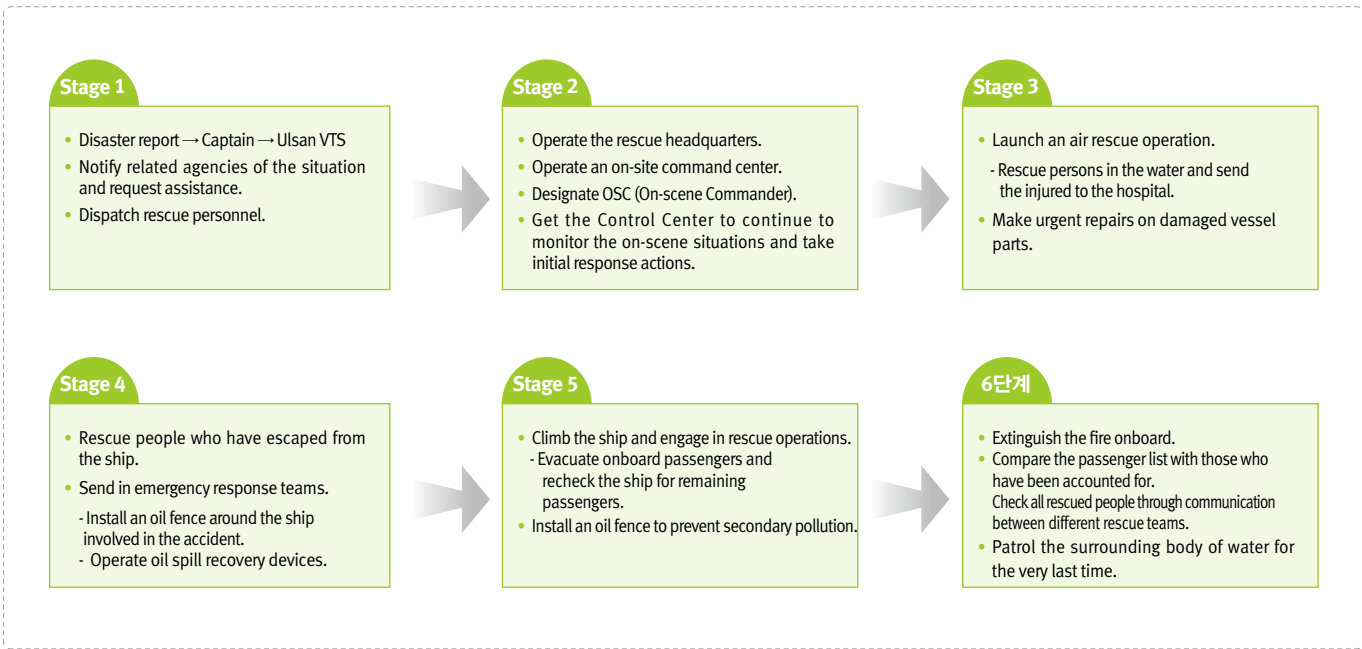 Stage 1
• Disaster report → Captain → Ulsan VTS
• Notify related agencies of the situation
and request assistance.
• Dispatch rescue personnel.
Stage 2
• Operate the rescue headquarters.
• Operate an on-site command center.
• Designate OSC (On-scene Commander).
• Get the Control Center to continue to
monitor the on-scene situations and take
initial response actions.
Stage 3
• Launch an air rescue operation.
- Rescue persons in the water and send
the injured to the hospital.
• Make urgent repairs on damaged vessel
parts.
Stage 4
• Rescue people who have escaped from
the ship.
• Send in emergency response teams.
- Install an oil fence around the ship
involved in the accident.
- Operate oil spill recovery devices.
Stage 5
• Climb the ship and engage in rescue operations.
- Evacuate onboard passengers and
recheck the ship for remaining
passengers.
• Install an oil fence to prevent secondary pollution.
6단계
• Extinguish the fire onboard.
• Compare the passenger list with those who
have been accounted for.
Check all rescued people through communication
between different rescue teams.
• Patrol the surrounding body of water for
the very last time.